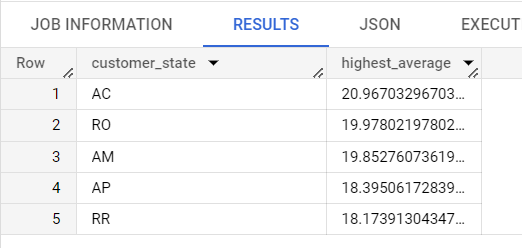 JOB INFORMATION RESULTS JSON EXECUT
Row customer_state highest_average
1 AC 20.96703296703...
2 RO 19.97802197802...
3 AM 19.85276073619...
4 AP 18.39506172839...
5 RR 18.17391304347...